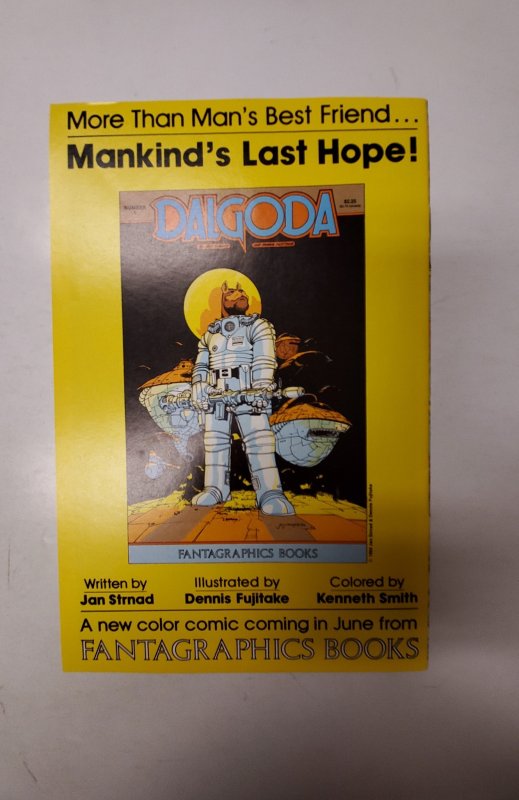 More Than Man's Best Friend...
Mankind's Last Hope!
NUMBER
$2.25
DALGODA
FANTAGRAPHICS BOOKS
Written by
Jan Strnad
Illustrated by
Dennis Fujitake
Colored by
Kenneth Smith
A new color comic coming in June from
FANTAGRAPHICS BOOKS